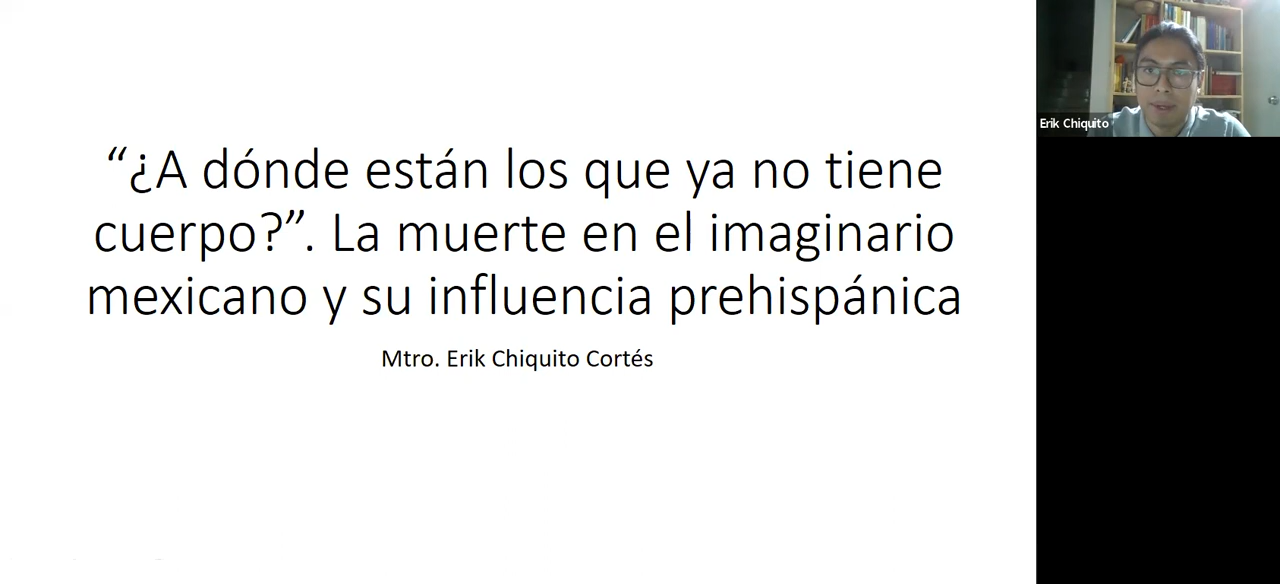 “¿A dónde están los que ya no tiene
cuerpo?”. La muerte en el imaginario
mexicano y su influencia prehispánica
Mtro. Erik Chiquito Cortés
Erik Chiquito